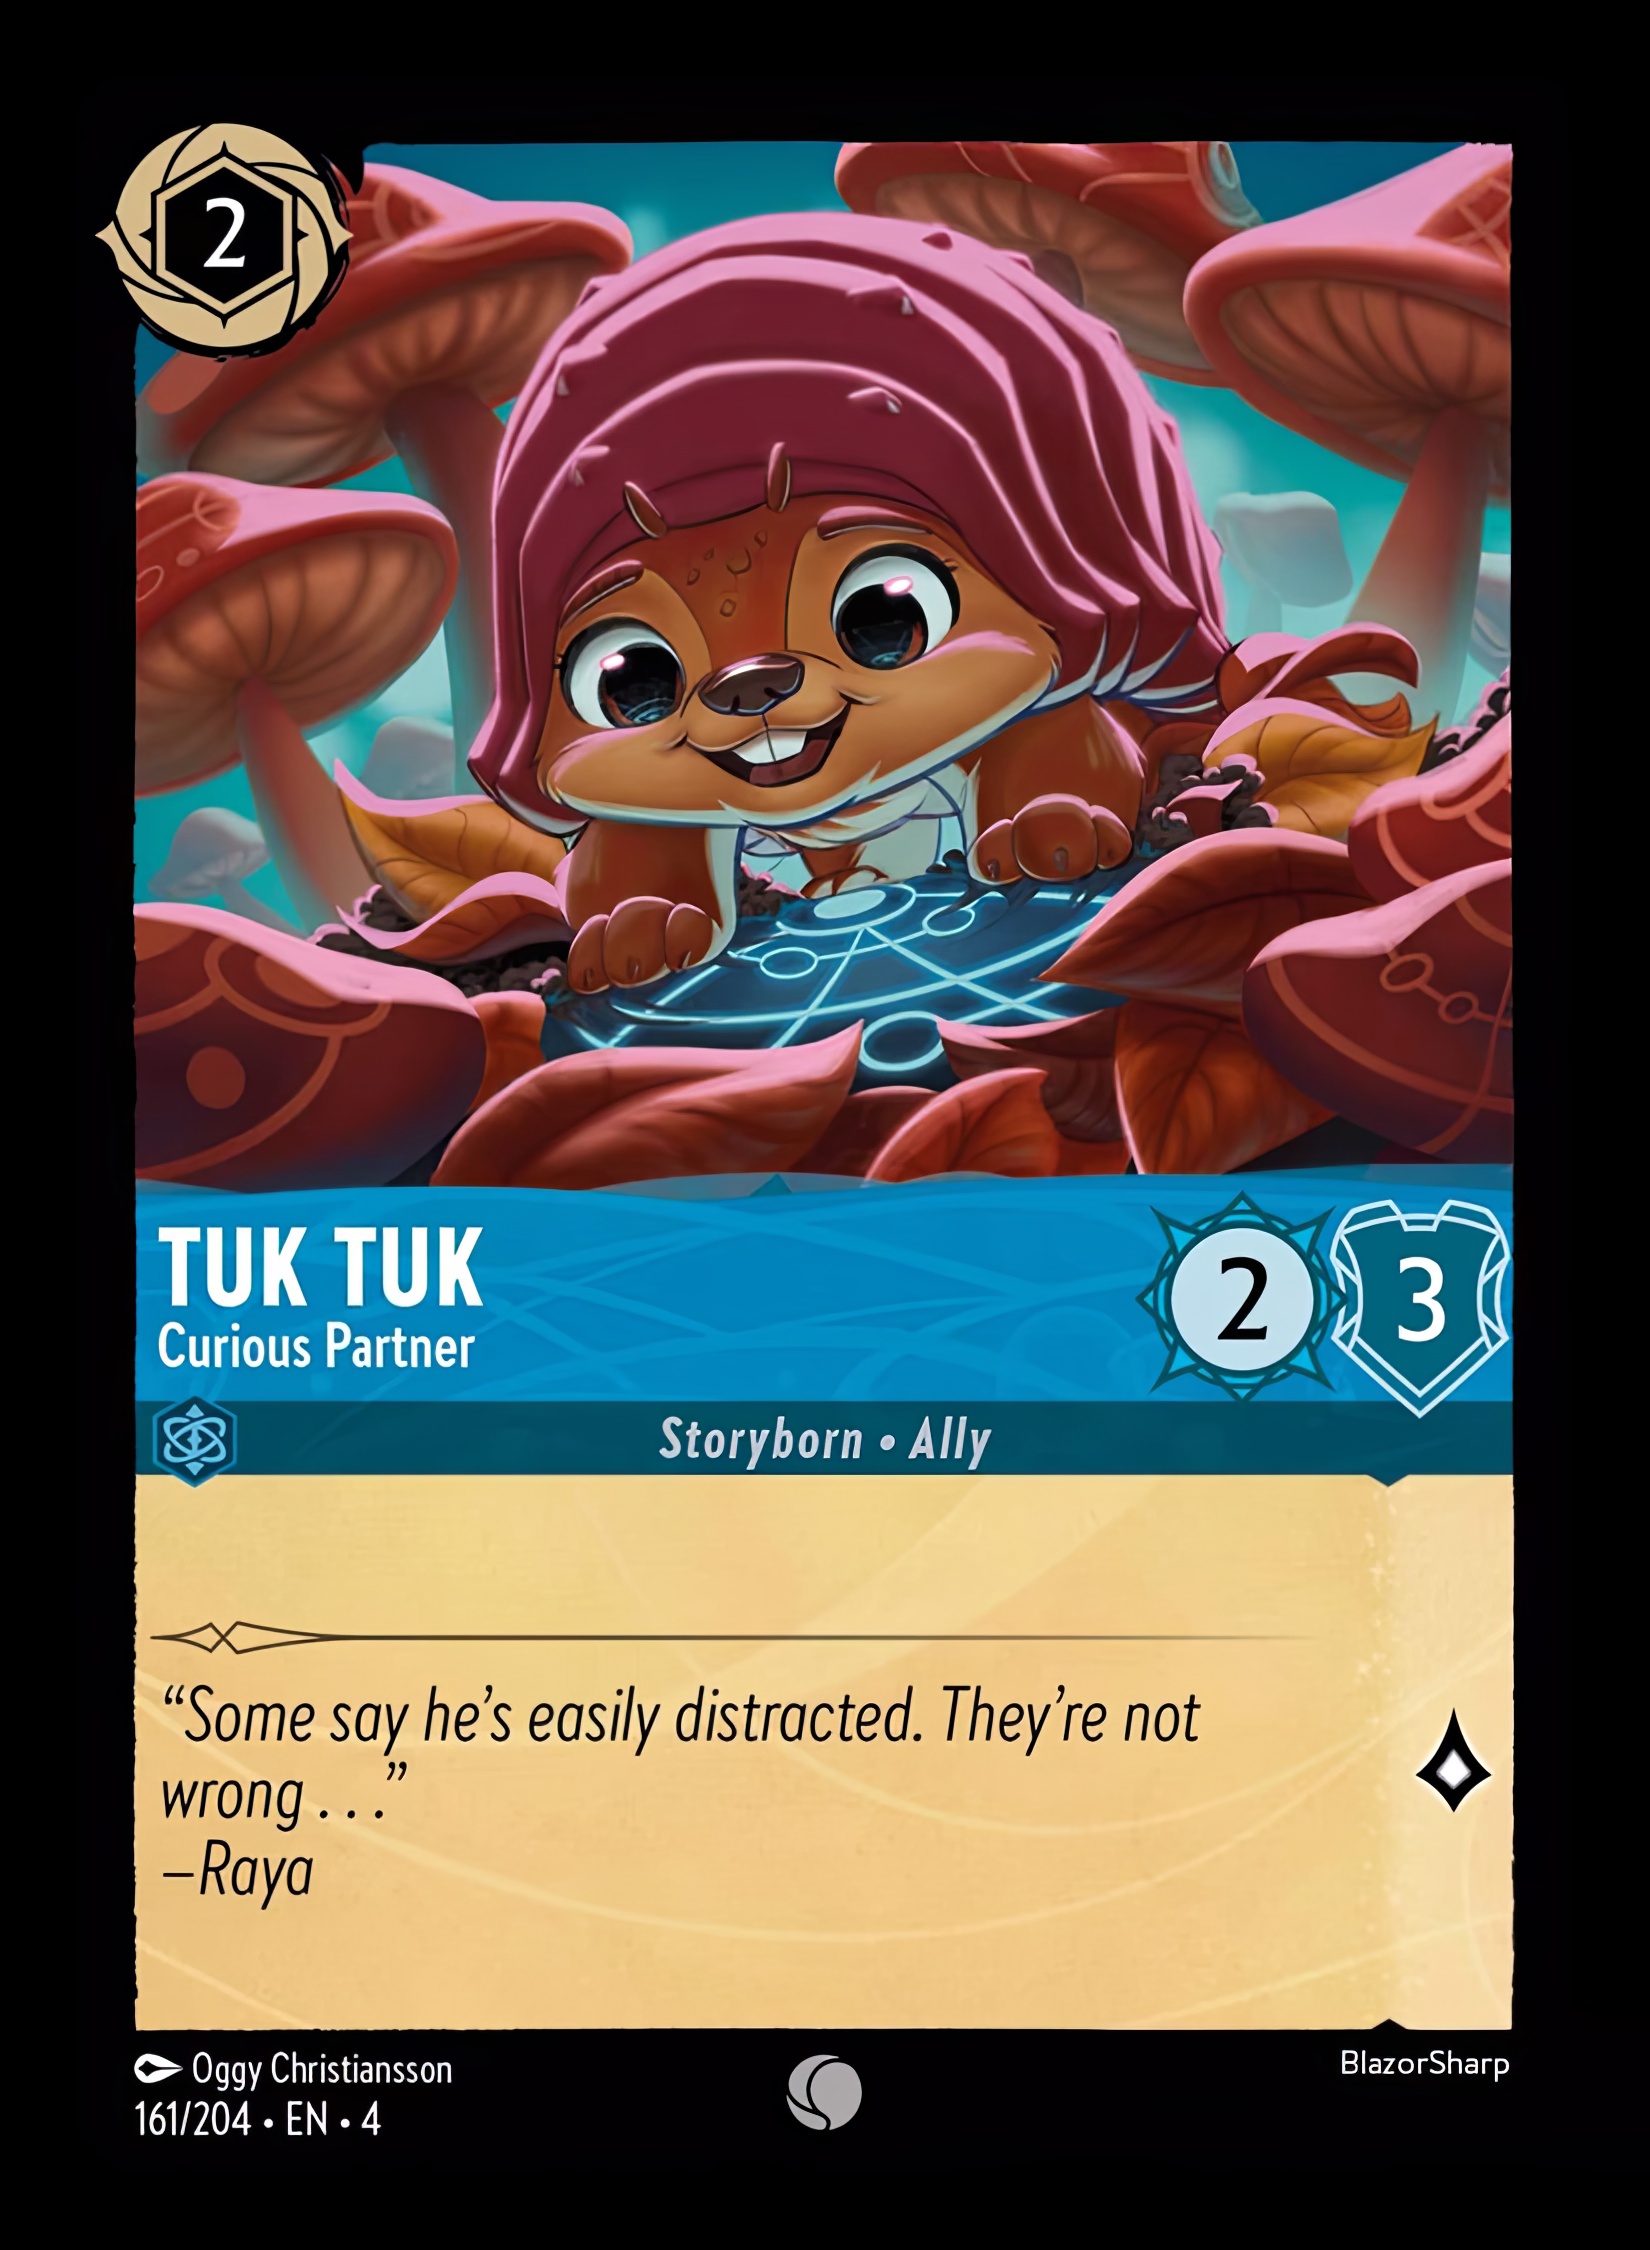 2
TUK TUK
Curious Partner
2
3
Storyborn • Ally
“Some say he’s easily distracted. They’re not
wrong . . .”
–Raya
Oggy Christiansson
161/204 • EN • 4
BlazorSharp